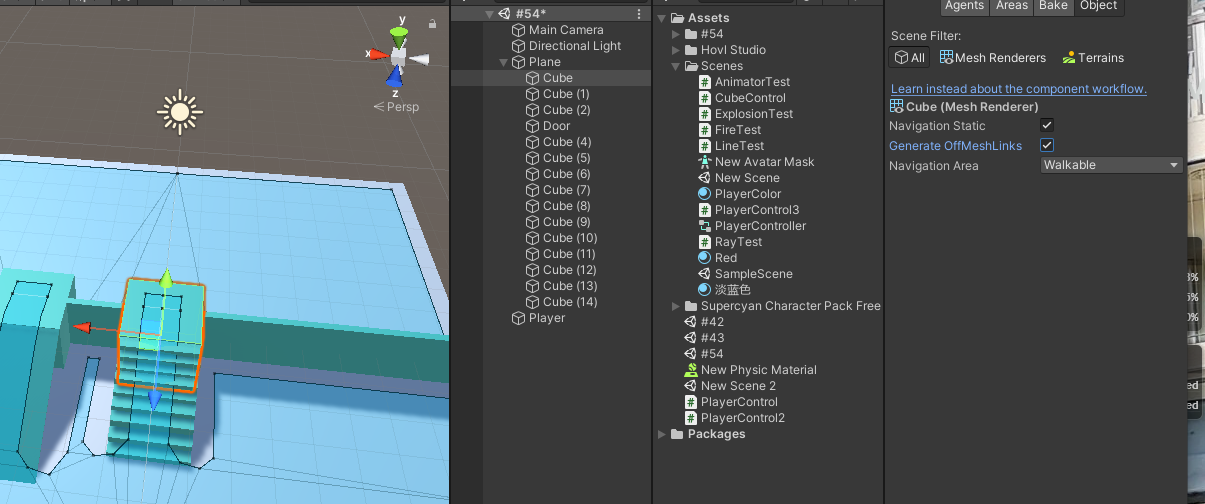 y
x
z
Persp
#54*
Main Camera
Directional Light
Plane
Cube
Cube (1)
Cube (2)
Door
Cube (4)
Cube (5)
Cube (6)
Cube (7)
Cube (8)
Cube (9)
Cube (10)
Cube (11)
Cube (12)
Cube (13)
Cube (14)
Player
Assets
#54
Hovl Studio
Scenes
AnimatorTest
CubeControl
ExplosionTest
FireTest
LineTest
New Avatar Mask
New Scene
PlayerColor
PlayerControl3
PlayerController
RayTest
Red
SampleScene
淡蓝色
Supercyan Character Pack Free
#42
#43
#54
New Physic Material
New Scene 2
PlayerControl
PlayerControl2
Packages
Agents Areas Bake Object
Scene Filter:
All Mesh Renderers Terrains
Learn instead about the component workflow.
Cube (Mesh Renderer)
Navigation Static
Generate OffMeshLinks
Navigation Area Walkable